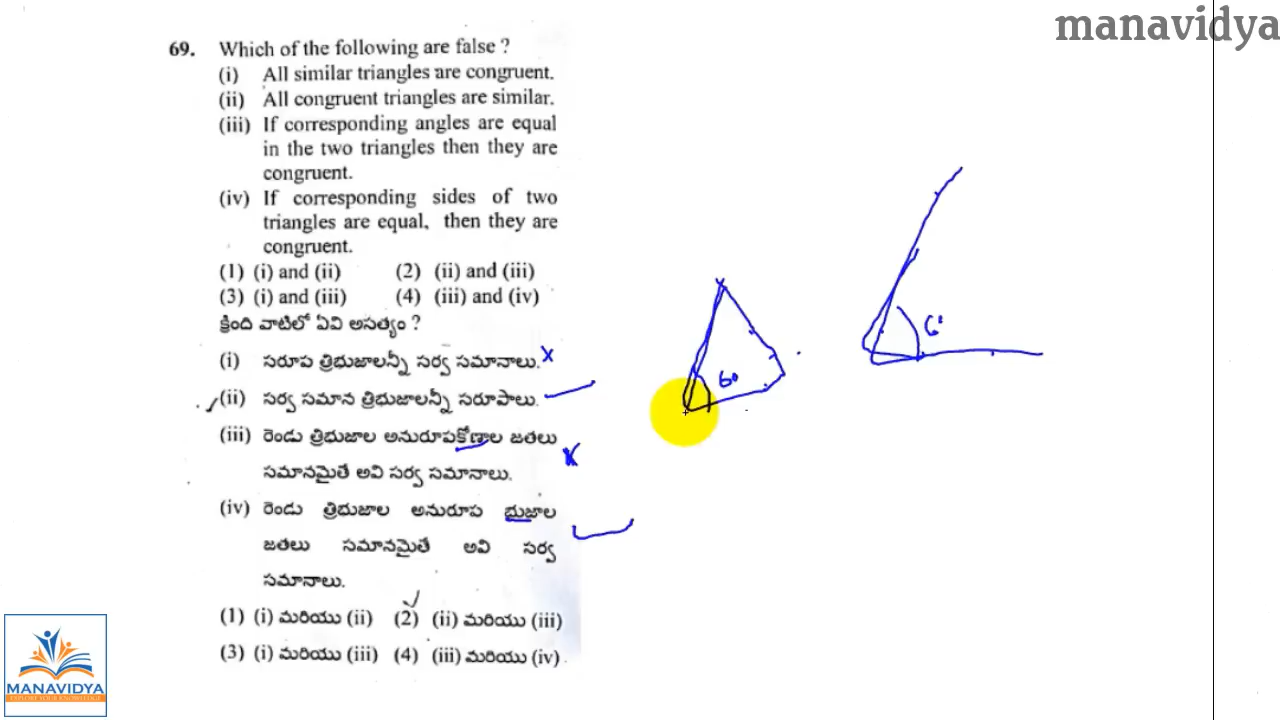 manavidya
69. Which of the following are false ?
(i) All similar triangles are congruent.
(ii) All congruent triangles are similar.
(iii) If corresponding angles are equal
in the two triangles then they are
congruent.
(iv) If corresponding sides of two
triangles are equal, then they are
congruent.
(1) (i) and (ii) (2) (ii) and (iii)
(3) (i) and (iii) (4) (iii) and (iv)
క్రింది వాటిలో ఏవి అసత్యం ?
(i) సరూప త్రిభుజాలన్నీ సర్వ సమానాలు.
(ii) సర్వ సమాన త్రిభుజాలన్నీ సరూపాలు.
(iii) రెండు త్రిభుజాల అనురూపకోణాల జతలు
సమానమైతే అవి సర్వ సమానాలు.
(iv) రెండు త్రిభుజాల అనురూప భుజాల
జతలు సమానమైతే అవి సర్వ
సమానాలు.
(1) (i) మరియు (ii) (2) (ii) మరియు (iii)
(3) (i) మరియు (iii) (4) (iii) మరియు (iv)
60
MANAVIDYA